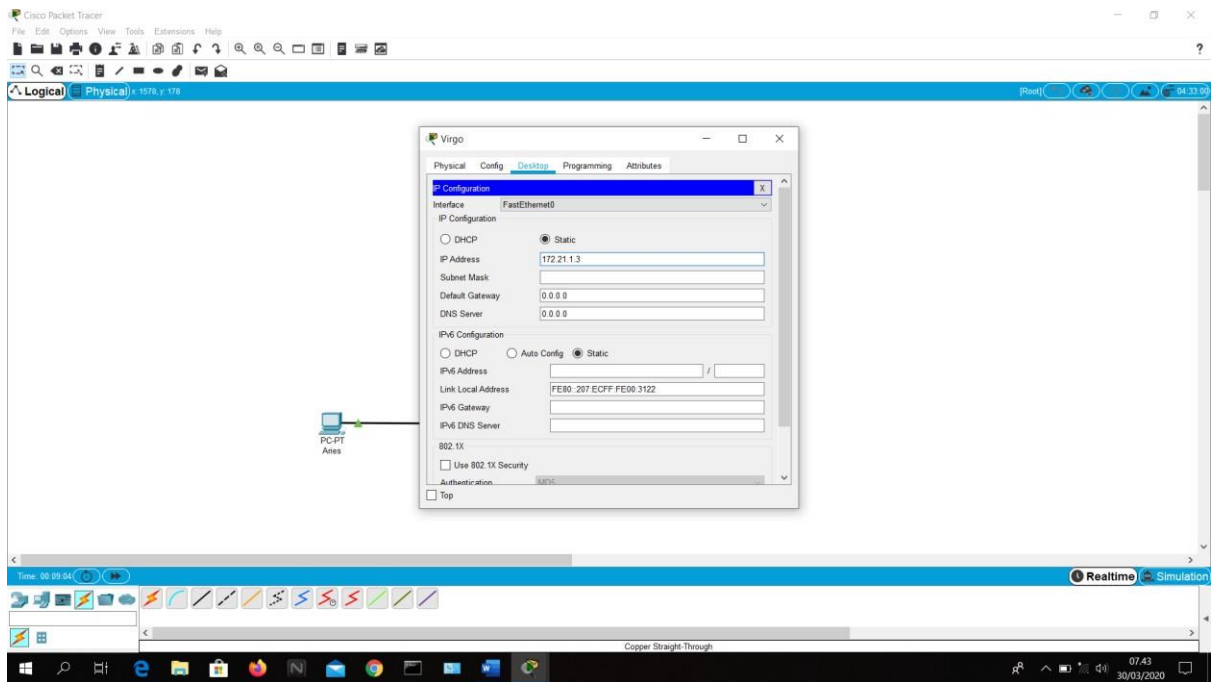 Cisco Packet Tracer
File Edit Options View Tools Extensions Help
?
Logical Physical x: 1578, y: 178 [Root] 04:33:00
Virgo
Physical Config Desktop Programming Attributes
IP Configuration X
Interface FastEthernet0
IP Configuration
DHCP Static
IP Address 172.21.1.3
Subnet Mask
Default Gateway 0.0.0.0
DNS Server 0.0.0.0
IPv6 Configuration
DHCP Auto Config Static
IPv6 Address /
Link Local Address FE80::207:ECFF:FE00:3122
IPv6 Gateway
IPv6 DNS Server
802.1X
Use 802.1X Security
Authentication MD5
Top
PC-PT
Aries
Time: 00:09:04 Realtime Simulation
Copper Straight-Through
07.43
30/03/2020